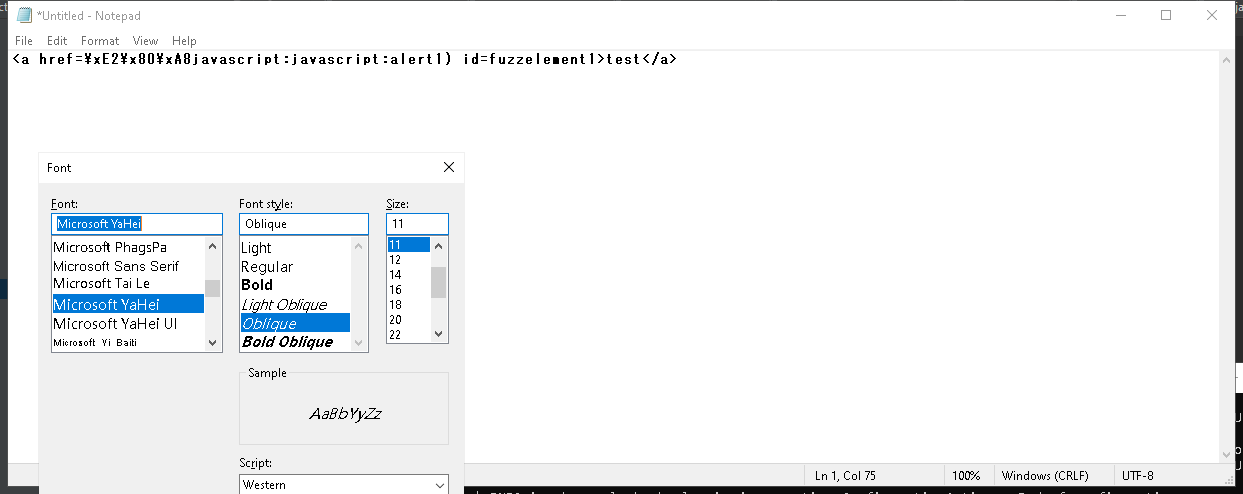 *Untitled - Notepad
File Edit Format View Help
<a href=¥xE2¥x80¥xA8javascript:javascript:alert1) id=fuzzelement1>test</a>
Font
Font:
Microsoft YaHei
Microsoft PhagsPa
Microsoft Sans Serif
Microsoft Tai Le
Microsoft YaHei
Microsoft YaHei UI
Microsoft Yi Baiti
Font style:
Oblique
Light
Regular
Bold
Light Oblique
Oblique
Bold Oblique
Size:
11
11
12
14
16
18
20
22
Sample
AaBbYyZz
Script:
Western
Ln 1, Col 75 100% Windows (CRLF) UTF-8